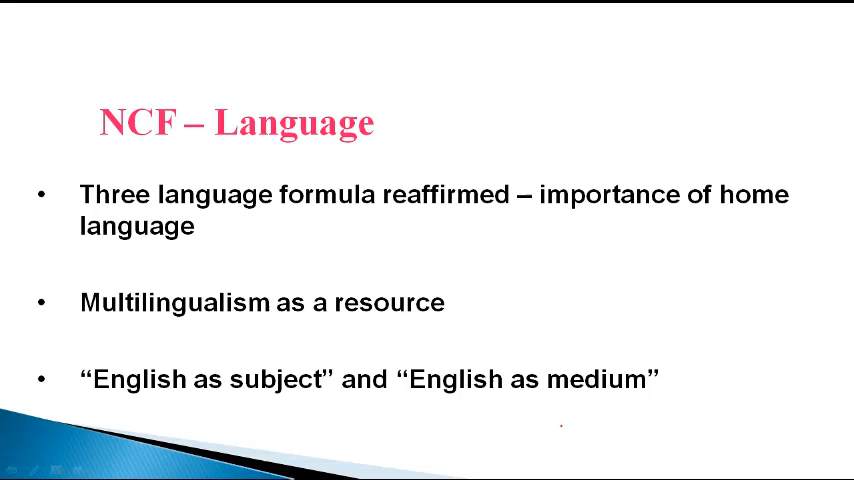 NCF – Language
• Three language formula reaffirmed – importance of home
language
• Multilingualism as a resource
• “English as subject” and “English as medium”